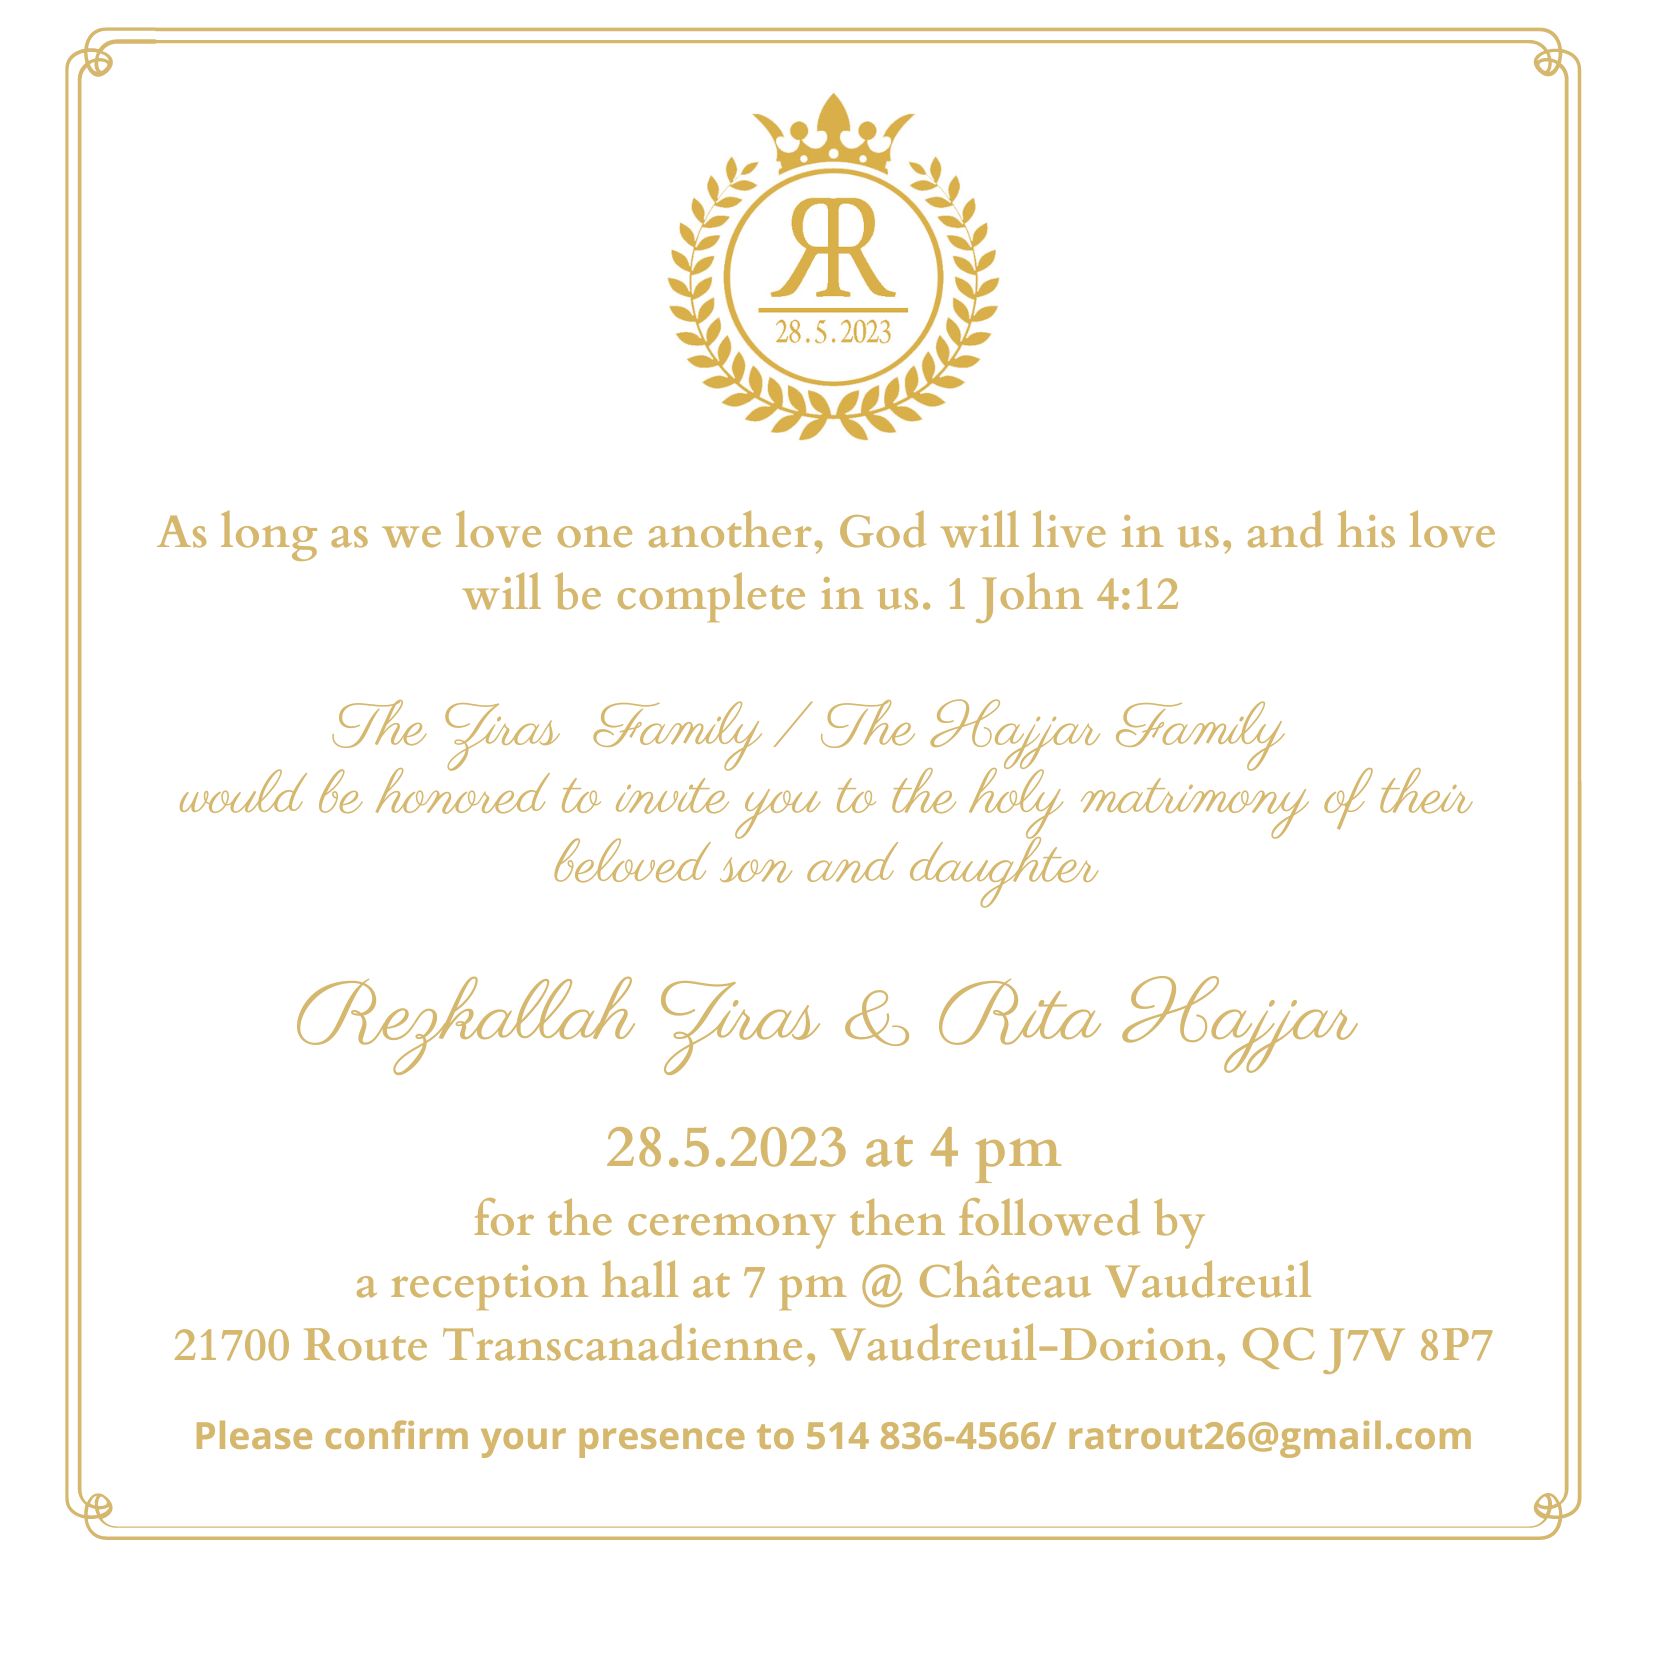 RR
28.5.2023
As long as we love one another, God will live in us, and his love
will be complete in us. 1 John 4:12
The Ziras Family / The Hajjar Family
would be honored to invite you to the holy matrimony of their
beloved son and daughter
Rezkallah Ziras & Rita Hajjar
28.5.2023 at 4 pm
for the ceremony then followed by
a reception hall at 7 pm @ Château Vaudreuil
21700 Route Transcanadienne, Vaudreuil-Dorion, QC J7V 8P7
Please confirm your presence to 514 836-4566/ ratrout26@gmail.com